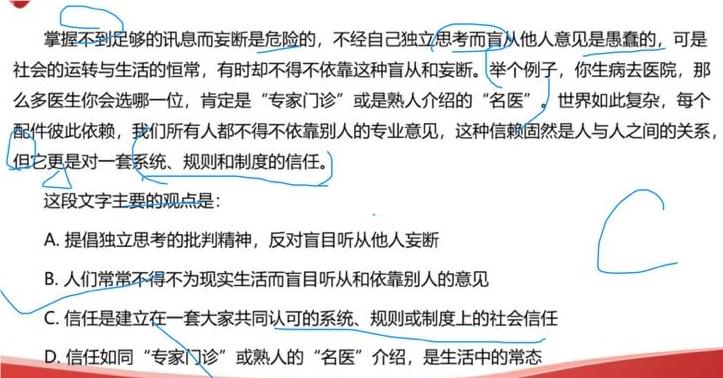 掌握不到足够的讯息而妄断是危险的，不经自己独立思考而盲从他人意见是愚蠢的，可是
社会的运转与生活的恒常，有时却不得不依靠这种盲从和妄断。举个例子，你生病去医院，那
么多医生你会选哪一位，肯定是“专家门诊”或是熟人介绍的“名医”。世界如此复杂，每个
配件彼此依赖，我们所有人都不得不依靠别人的专业意见，这种信赖固然是人与人之间的关系，
但它更是对一套系统、规则和制度的信任。
这段文字主要的观点是：
A. 提倡独立思考的批判精神，反对盲目听从他人妄断
B. 人们常常不得不为现实生活而盲目听从和依靠别人的意见
C. 信任是建立在一套大家共同认可的系统、规则或制度上的社会信任
D. 信任如同“专家门诊”或熟人的“名医”介绍，是生活中的常态
C